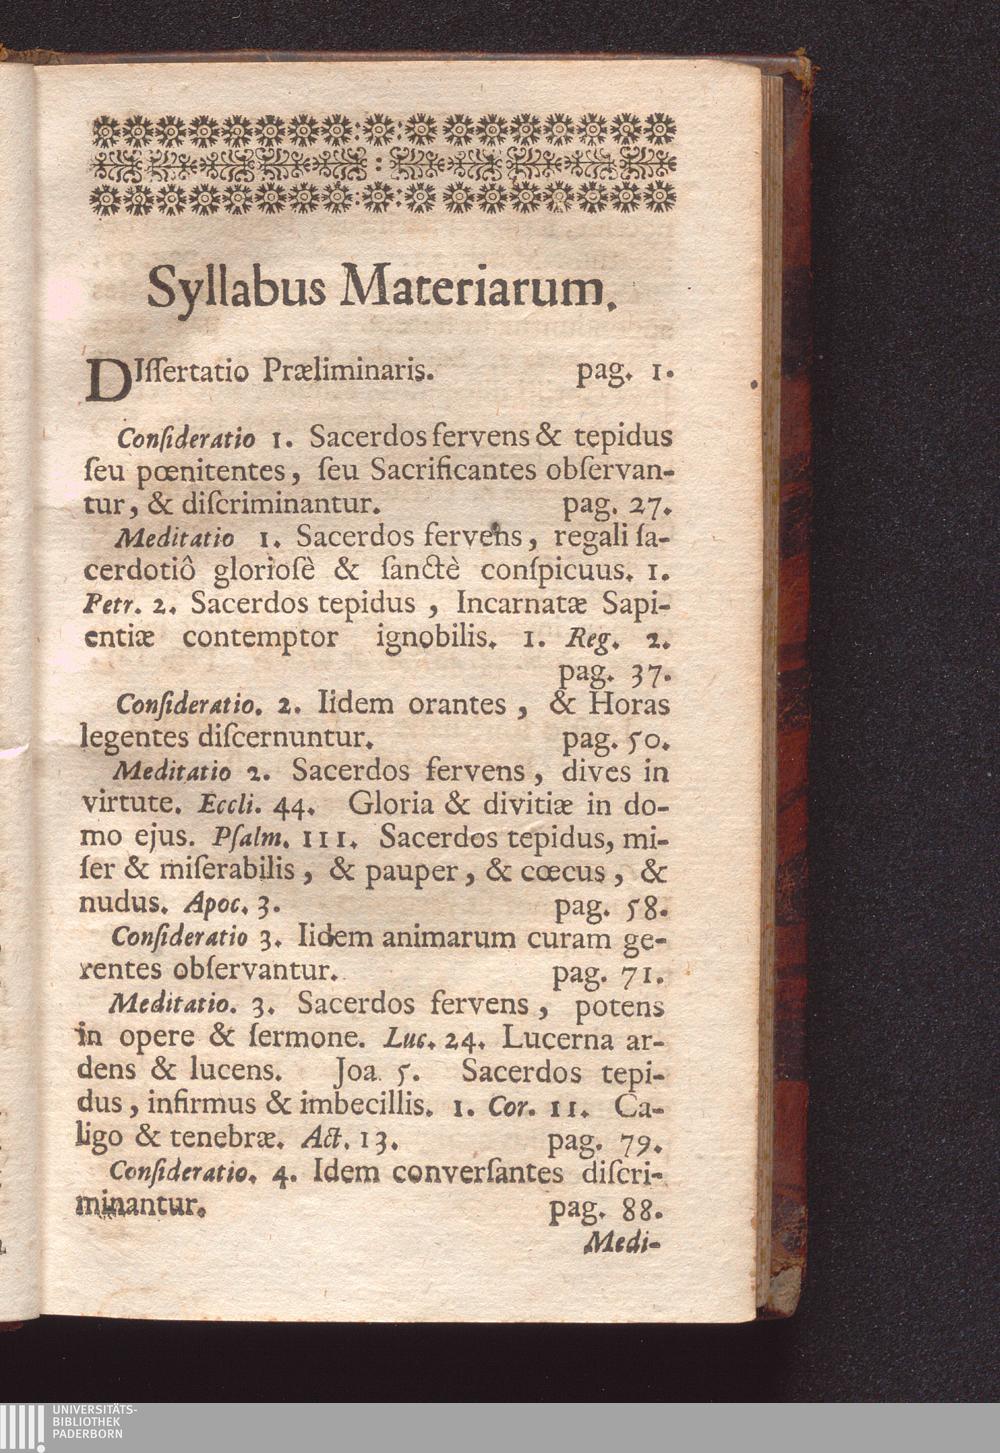 Syllabus Materiarum.
DIſſertatio Præliminaris. pag. 1.
Conſideratio 1. Sacerdos fervens & tepidus
ſeu pœnitentes, ſeu Sacrificantes obſervan-
tur, & diſcriminantur. pag. 27.
Meditatio 1. Sacerdos fervens, regali ſa-
cerdotiô glorioſè & ſanctè conſpicuus. 1.
Petr. 2. Sacerdos tepidus, Incarnatæ Sapi-
entiæ contemptor ignobilis. 1. Reg. 2.
pag. 37.
Conſideratio. 2. Iidem orantes, & Horas
legentes diſcernuntur. pag. 50.
Meditatio 2. Sacerdos fervens, dives in
virtute. Eccli. 44. Gloria & divitiæ in do-
mo ejus. Pſalm. 111. Sacerdos tepidus, mi-
ſer & miſerabilis, & pauper, & cœcus, &
nudus. Apoc. 3. pag. 58.
Conſideratio 3. Iidem animarum curam ge-
rentes obſervantur. pag. 71.
Meditatio. 3. Sacerdos fervens, potens
in opere & ſermone. Luc. 24. Lucerna ar-
dens & lucens. Joa. 5. Sacerdos tepi-
dus, infirmus & imbecillis. 1. Cor. 11. Ca-
ligo & tenebræ. Act. 13. pag. 79.
Conſideratio. 4. Idem converſantes diſcri-
minantur. pag. 88.
Medi-
UNIVERSITÄTS-
BIBLIOTHEK
PADERBORN